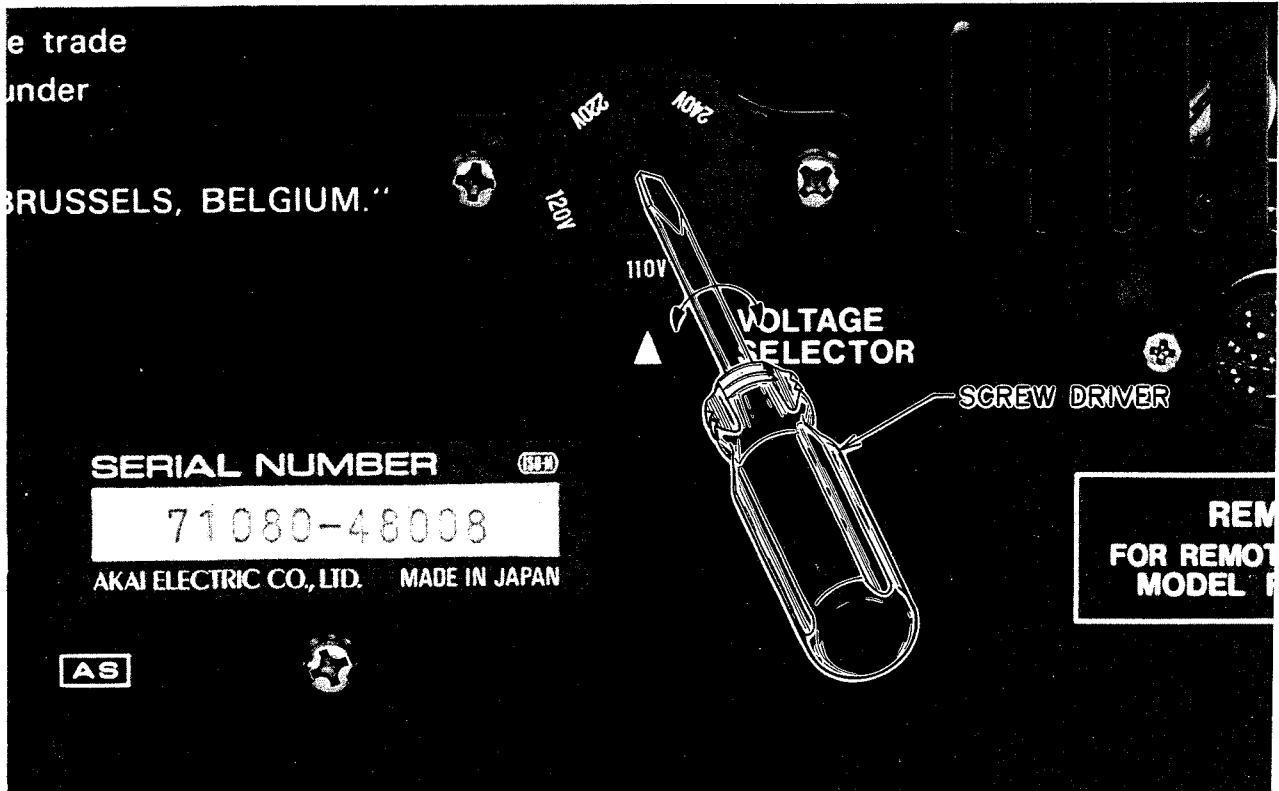 e trade
under
BRUSSELS, BELGIUM."
220V
240V
120V
110V
VOLTAGE
SELECTOR
SCREW DRIVER
SERIAL NUMBER
71080-48008
AKAI ELECTRIC CO., LTD. MADE IN JAPAN
AS
REM
FOR REMOT
MODEL